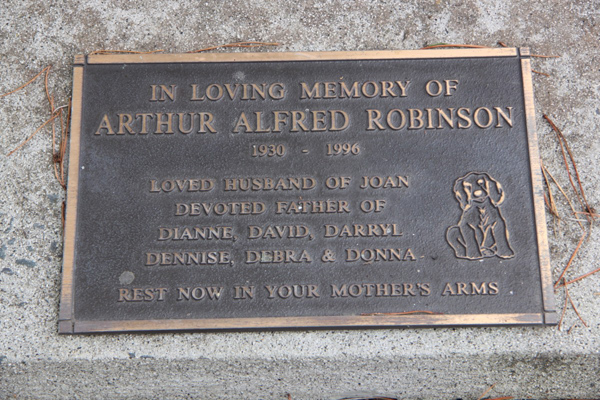 IN LOVING MEMORY OF
ARTHUR ALFRED ROBINSON
1930 - 1996
LOVED HUSBAND OF JOAN
DEVOTED FATHER OF
DIANNE, DAVID, DARRYL
DENNISE, DEBRA & DONNA
REST NOW IN YOUR MOTHER'S ARMS